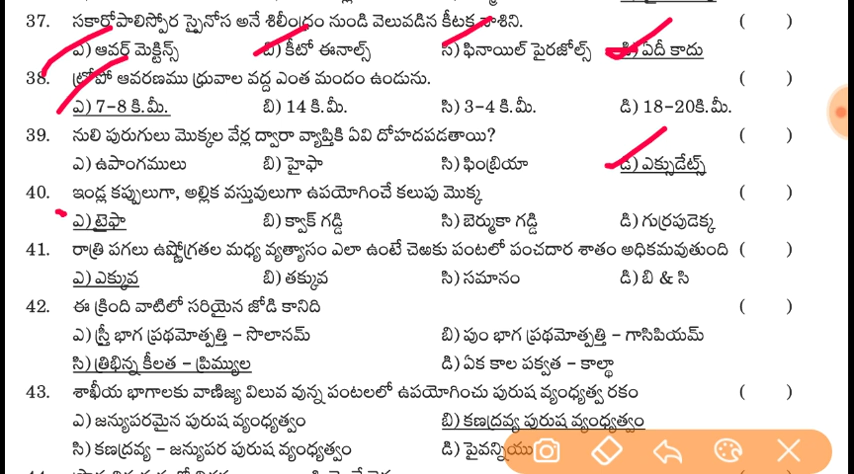 37. సకారోపాలిస్పోర స్పైనోస అనే శిలీంధ్రం నుండి వెలువడిన కీటక నాశిని. ( )
ఎ) ఆవర్ మెక్టిన్స్ బి) కీటో ఈనాల్స్ సి) ఫినాయిల్ పైరజోల్స్ డి) ఏదీ కాదు
38. ట్రోపో ఆవరణము ధ్రువాల వద్ద ఎంత మందం ఉండును. ( )
ఎ) 7-8 కి.మీ. బి) 14 కి.మీ. సి) 3-4 కి.మీ. డి) 18-20కి.మీ.
39. నులి పురుగులు మొక్కల వేర్ల ద్వారా వ్యాప్తికి ఏవి దోహదపడతాయి? ( )
ఎ) ఉపాంగములు బి) హైఫా సి) ఫింబ్రియా డి) ఎక్సుడేట్స్
40. ఇండ్ల కప్పులుగా, అల్లిక వస్తువులుగా ఉపయోగించే కలుపు మొక్క ( )
ఎ) టైఫా బి) క్వాక్ గడ్డి సి) బెర్ముకా గడ్డి డి) గుర్రపుడెక్క
41. రాత్రి పగలు ఉష్ణోగ్రతల మధ్య వ్యత్యాసం ఎలా ఉంటే చెఱకు పంటలో పంచదార శాతం అధికమవుతుంది ( )
ఎ) ఎక్కువ బి) తక్కువ సి) సమానం డి) బి & సి
42. ఈ క్రింది వాటిలో సరియైన జోడి కానిది ( )
ఎ) స్త్రీ భాగ ప్రథమోత్పత్తి - సొలానమ్ బి) పుం భాగ ప్రథమోత్పత్తి - గాసిపియమ్
సి) త్రిభిన్న కీలత - ప్రిమ్యుల డి) ఏక కాల పక్వత - కాల్థా
43. శాఖీయ భాగాలకు వాణిజ్య విలువ వున్న పంటలలో ఉపయోగించు పురుష వ్యంధ్యత్వ రకం ( )
ఎ) జన్యుపరమైన పురుష వ్యంధ్యత్వం బి) కణద్రవ్య పురుష వ్యంధ్యత్వం
సి) కణద్రవ్య - జన్యుపర పురుష వ్యంధ్యత్వం డి)